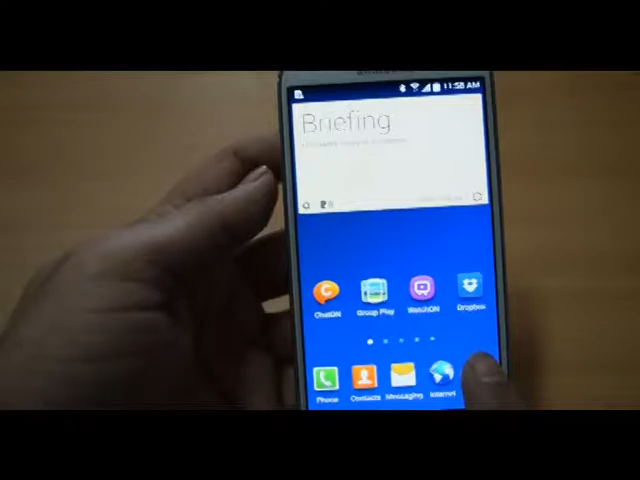 11:58 AM
Briefing
ChatON Group Play WatchON Dropbox
Phone Contacts Messaging Internet